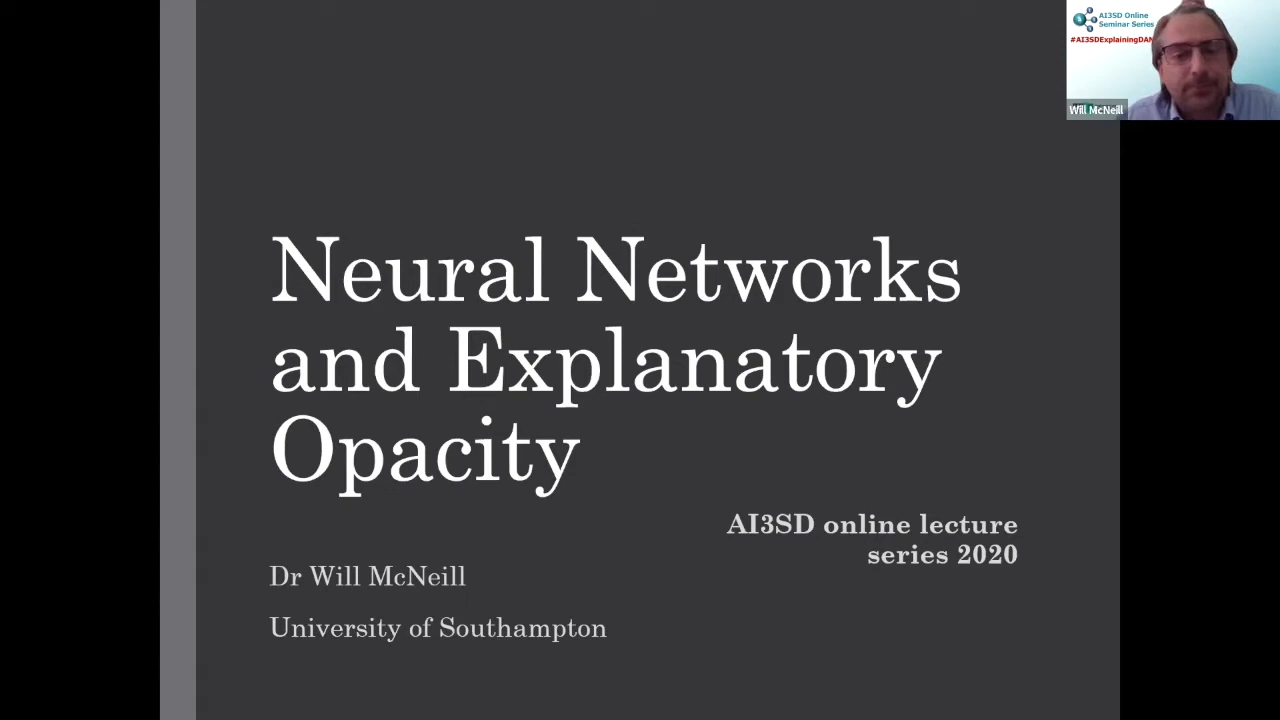 Neural Networks
and Explanatory
Opacity
AI3SD online lecture
series 2020
Dr Will McNeill
University of Southampton
AI3SD Online
Seminar Series
#AI3SDExplainingDAN
Will McNeill